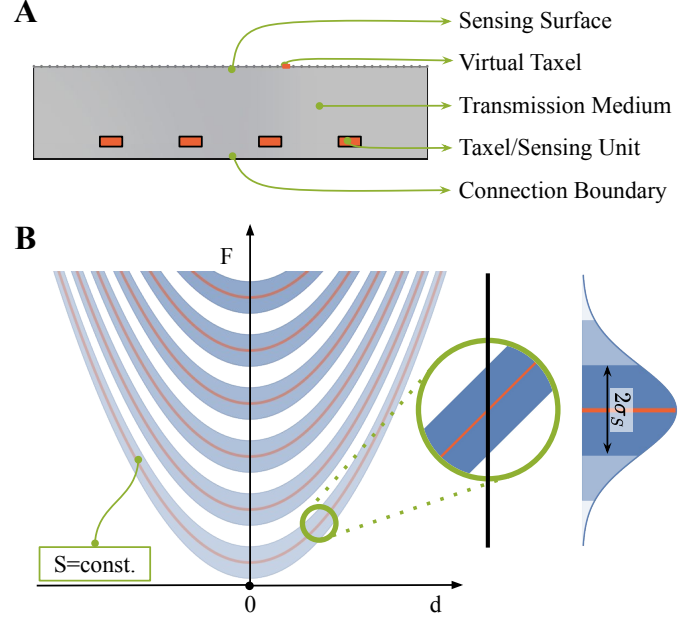 A
Sensing Surface
Virtual Taxel
Transmission Medium
Taxel/Sensing Unit
Connection Boundary
B
F
2σS
S=const.
0
d